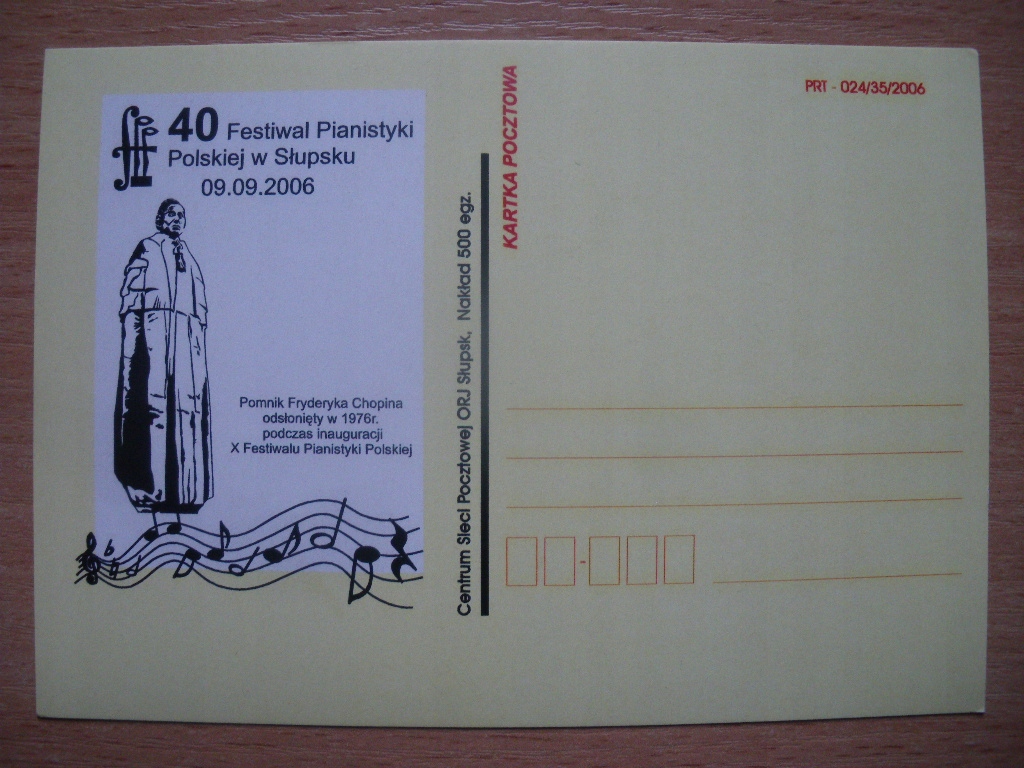 40 Festiwal Pianistyki
Polskiej w Słupsku
09.09.2006
Pomnik Fryderyka Chopina
odsłonięty w 1976r.
podczas inauguracji
X Festiwalu Pianistyki Polskiej
Centrum Sieci Pocztowej ORJ Słupsk, Nakład 500 egz.
KARTKA POCZTOWA
PRT - 024/35/2006